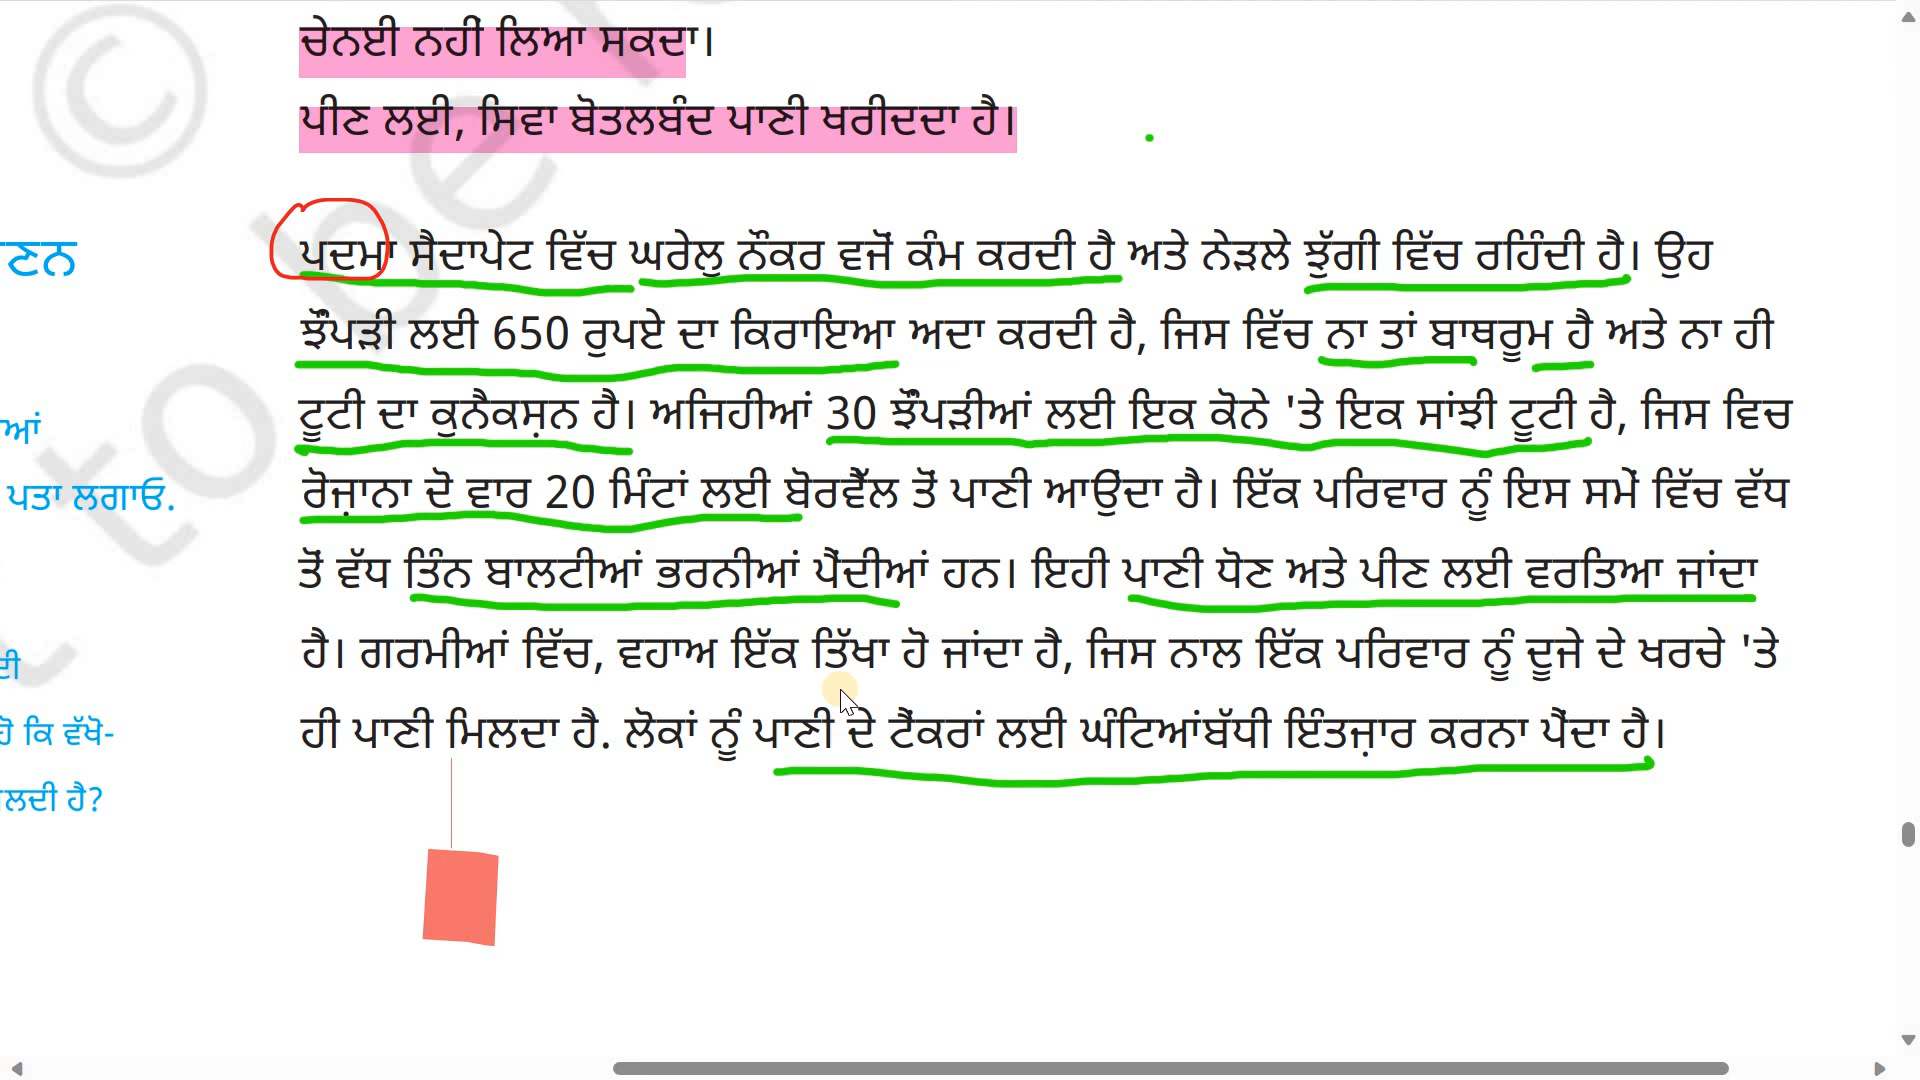 ਚੇਨਈ ਨਹੀਂ ਲਿਆ ਸਕਦਾ।
ਪੀਣ ਲਈ, ਸਿਵਾ ਬੋਤਲਬੰਦ ਪਾਣੀ ਖਰੀਦਦਾ ਹੈ।
ਪਦਮਾ ਸੈਦਾਪੇਟ ਵਿੱਚ ਘਰੇਲੁ ਨੌਕਰ ਵਜੋਂ ਕੰਮ ਕਰਦੀ ਹੈ ਅਤੇ ਨੇੜਲੇ ਝੁੱਗੀ ਵਿੱਚ ਰਹਿੰਦੀ ਹੈ। ਉਹ
ਝੌਂਪੜੀ ਲਈ 650 ਰੁਪਏ ਦਾ ਕਿਰਾਇਆ ਅਦਾ ਕਰਦੀ ਹੈ, ਜਿਸ ਵਿੱਚ ਨਾ ਤਾਂ ਬਾਥਰੂਮ ਹੈ ਅਤੇ ਨਾ ਹੀ
ਟੂਟੀ ਦਾ ਕੁਨੈਕਸ਼ਨ ਹੈ। ਅਜਿਹੀਆਂ 30 ਝੌਂਪੜੀਆਂ ਲਈ ਇਕ ਕੋਨੇ 'ਤੇ ਇਕ ਸਾਂਝੀ ਟੂਟੀ ਹੈ, ਜਿਸ ਵਿਚ
ਰੋਜ਼ਾਨਾ ਦੋ ਵਾਰ 20 ਮਿੰਟਾਂ ਲਈ ਬੋਰਵੈੱਲ ਤੋਂ ਪਾਣੀ ਆਉਂਦਾ ਹੈ। ਇੱਕ ਪਰਿਵਾਰ ਨੂੰ ਇਸ ਸਮੇਂ ਵਿੱਚ ਵੱਧ
ਤੋਂ ਵੱਧ ਤਿੰਨ ਬਾਲਟੀਆਂ ਭਰਨੀਆਂ ਪੈਂਦੀਆਂ ਹਨ। ਇਹੀ ਪਾਣੀ ਧੋਣ ਅਤੇ ਪੀਣ ਲਈ ਵਰਤਿਆ ਜਾਂਦਾ
ਹੈ। ਗਰਮੀਆਂ ਵਿੱਚ, ਵਹਾਅ ਇੱਕ ਤਿੱਖਾ ਹੋ ਜਾਂਦਾ ਹੈ, ਜਿਸ ਨਾਲ ਇੱਕ ਪਰਿਵਾਰ ਨੂੰ ਦੂਜੇ ਦੇ ਖਰਚੇ 'ਤੇ
ਹੀ ਪਾਣੀ ਮਿਲਦਾ ਹੈ. ਲੋਕਾਂ ਨੂੰ ਪਾਣੀ ਦੇ ਟੈਂਕਰਾਂ ਲਈ ਘੰਟਿਆਂਬੱਧੀ ਇੰਤਜ਼ਾਰ ਕਰਨਾ ਪੈਂਦਾ ਹੈ।
ਪਤਾ ਲਗਾਓ.
ਕਿ ਵੱਖੋ-
ਹੈ?
to be